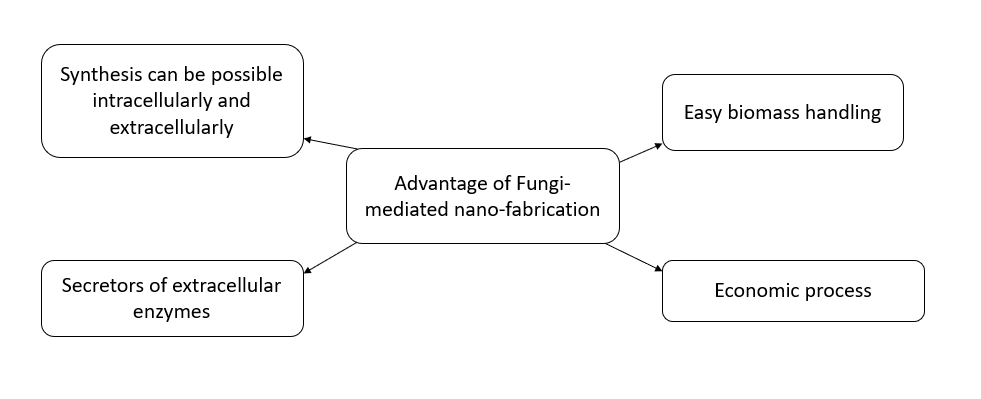 Synthesis can be possible
intracellularly and
extracellularly
Easy biomass handling
Advantage of Fungi-
mediated nano-fabrication
Secretors of extracellular
enzymes
Economic process